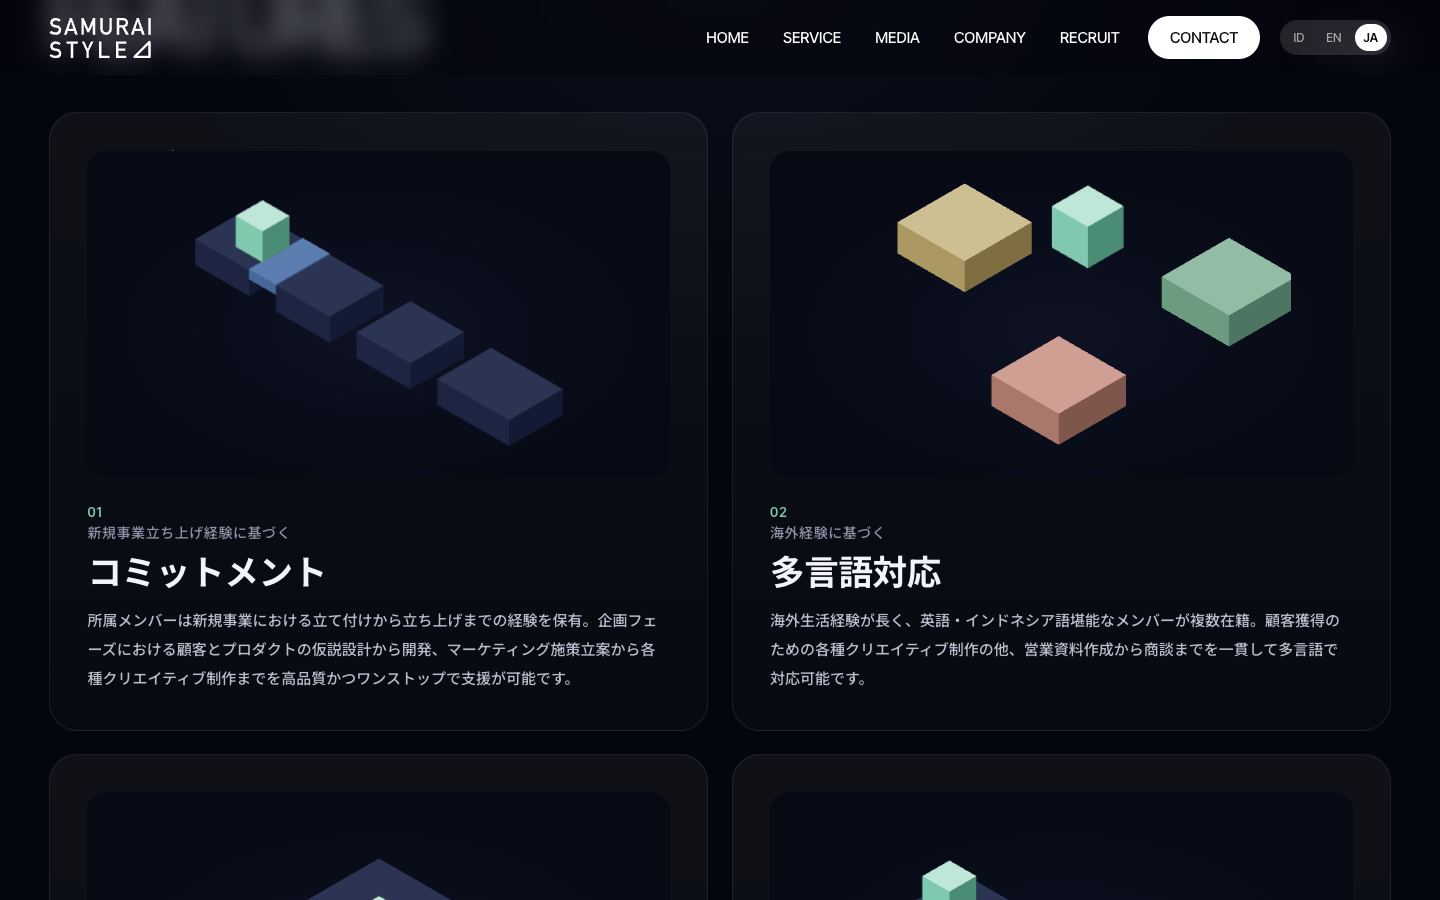 SAMURAI
STYLE
HOME
SERVICE
MEDIA
COMPANY
RECRUIT
CONTACT
ID
EN
JA
01
新規事業立ち上げ経験に基づく
コミットメント
所属メンバーは新規事業における立て付けから立ち上げまでの経験を保有。企画フェ
ーズにおける顧客とプロダクトの仮説設計から開発、マーケティング施策立案から各
種クリエイティブ制作までを高品質かつワンストップで支援が可能です。
02
海外経験に基づく
多言語対応
海外生活経験が長く、英語・インドネシア語堪能なメンバーが複数在籍。顧客獲得の
ための各種クリエイティブ制作の他、営業資料作成から商談までを一貫して多言語で
対応可能です。